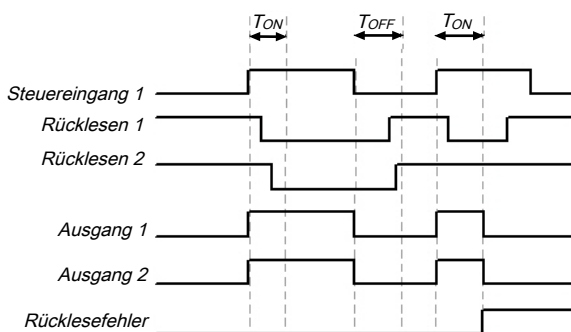 TON TOFF TON
Steuereingang 1
Rücklesen 1
Rücklesen 2
Ausgang 1
Ausgang 2
Rücklesefehler